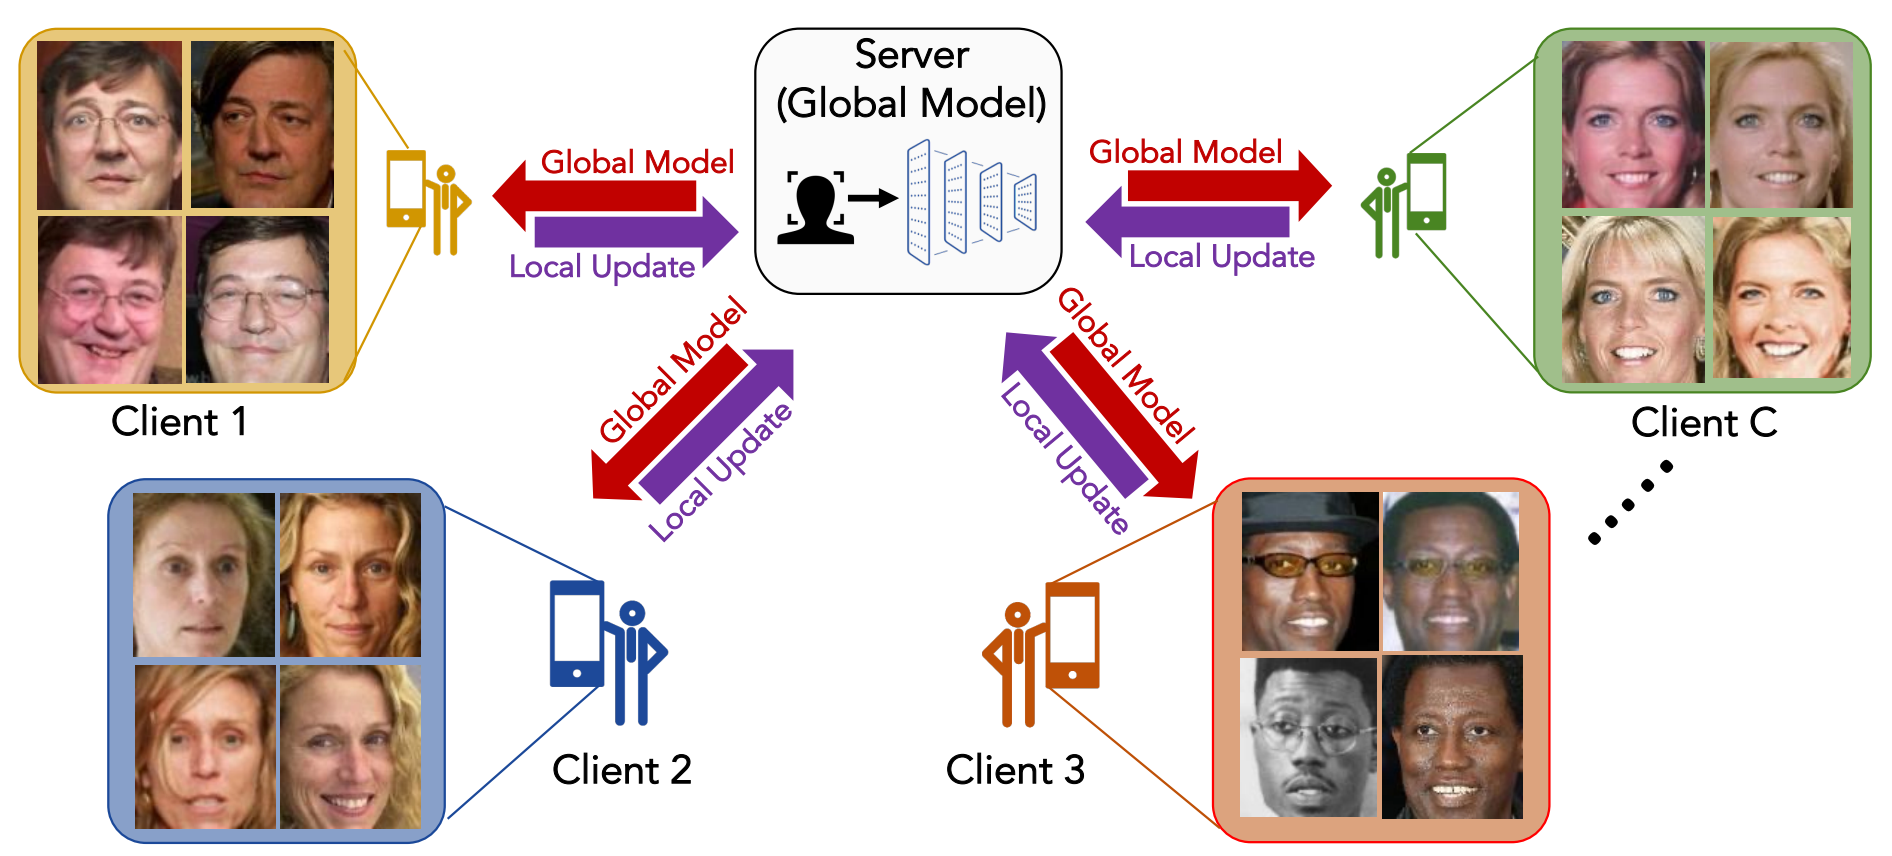 Server
(Global Model)
Global Model
Local Update
Global Model
Local Update
Client 1
Client C
Global Model
Local Update
Global Model
Local Update
Client 2
Client 3